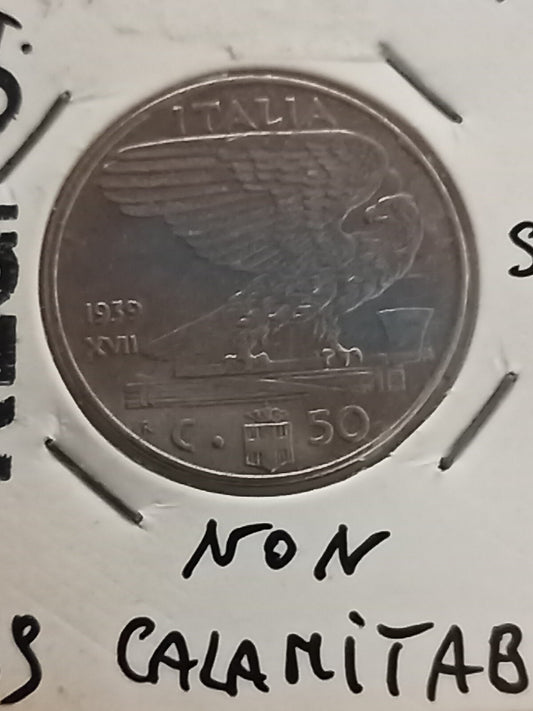 ITALIA
1939
XVII
R C. 50
S
NON
S CALAMITAB